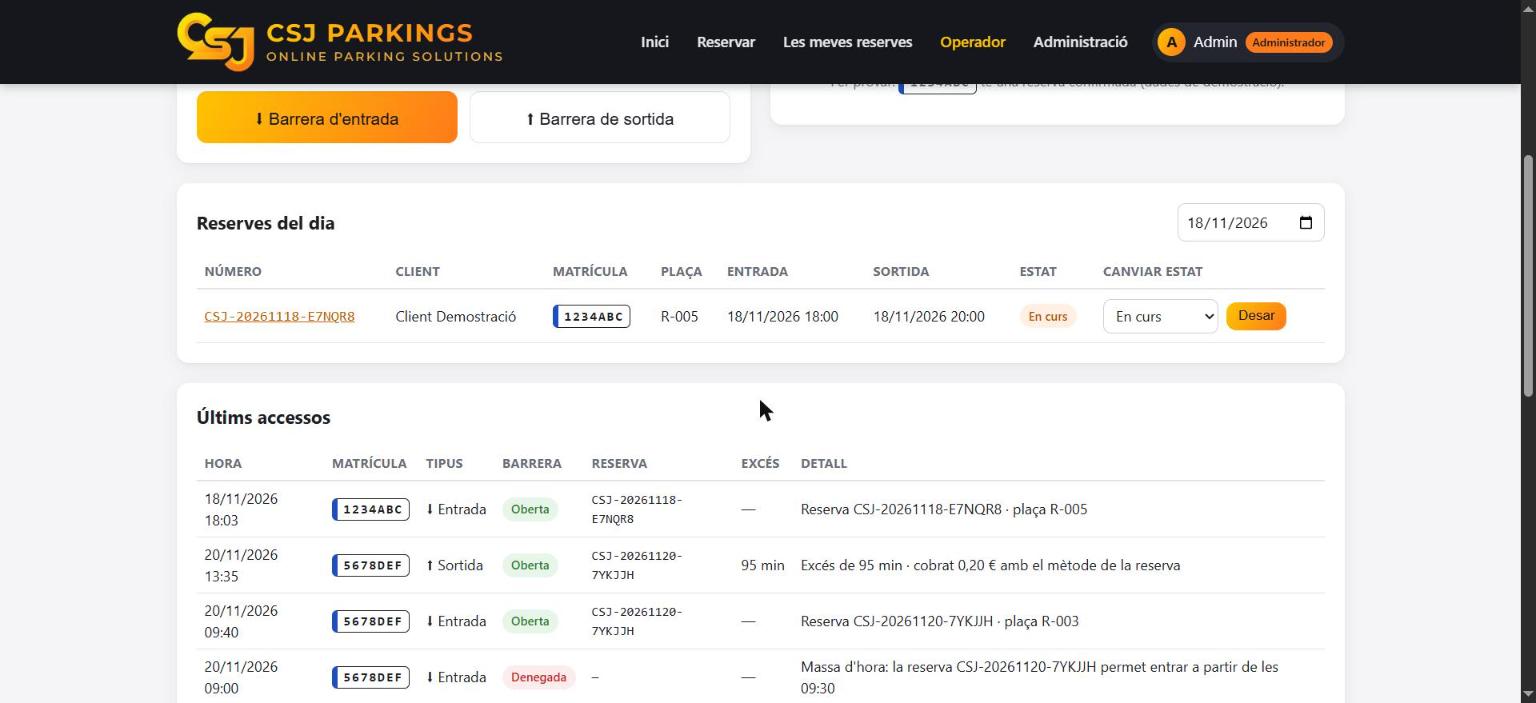 CSJ CSJ PARKINGS
ONLINE PARKING SOLUTIONS
Inici Reservar Les meves reserves Operador Administració A Admin Administrador
⬇ Barrera d'entrada ⬆ Barrera de sortida
Reserves del dia 18/11/2026
NÚMERO CLIENT MATRÍCULA PLAÇA ENTRADA SORTIDA ESTAT CANVIAR ESTAT
CSJ-20261118-E7NQR8 Client Demostració 1234ABC R-005 18/11/2026 18:00 18/11/2026 20:00 En curs En curs Desar
Últims accessos
HORA MATRÍCULA TIPUS BARRERA RESERVA EXCÉS DETALL
18/11/2026 18:03 1234ABC ⬇ Entrada Oberta CSJ-20261118-E7NQR8 — Reserva CSJ-20261118-E7NQR8 · plaça R-005
20/11/2026 13:35 5678DEF ⬆ Sortida Oberta CSJ-20261120-7YKJJH 95 min Excés de 95 min · cobrat 0,20 € amb el mètode de la reserva
20/11/2026 09:40 5678DEF ⬇ Entrada Oberta CSJ-20261120-7YKJJH — Reserva CSJ-20261120-7YKJJH · plaça R-003
20/11/2026 09:00 5678DEF ⬇ Entrada Denegada – — Massa d'hora: la reserva CSJ-20261120-7YKJJH permet entrar a partir de les 09:30